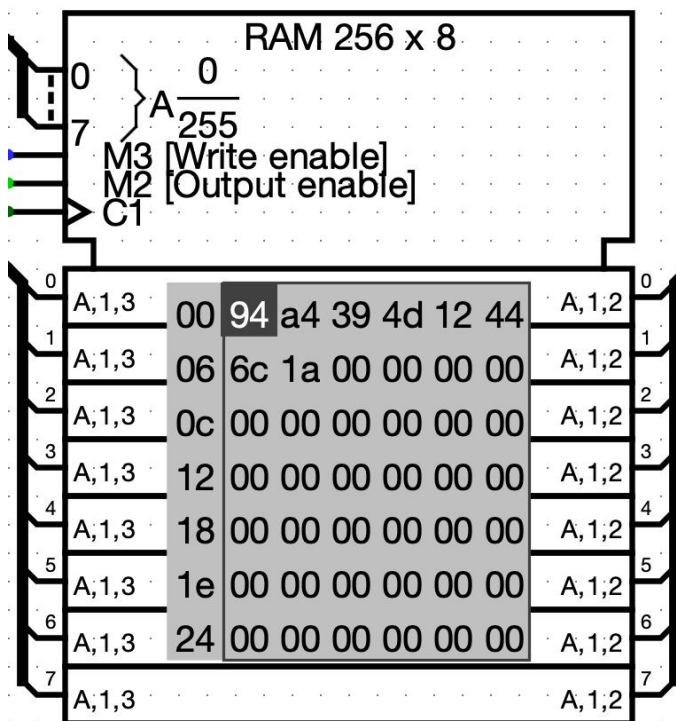 RAM 256 x 8
0
7
A 0
255
M3 [Write enable]
M2 [Output enable]
C1
0 A,1,3 00 94 a4 39 4d 12 44 A,1,2 0
1 A,1,3 06 6c 1a 00 00 00 00 A,1,2 1
2 A,1,3 0c 00 00 00 00 00 00 A,1,2 2
3 A,1,3 12 00 00 00 00 00 00 A,1,2 3
4 A,1,3 18 00 00 00 00 00 00 A,1,2 4
5 A,1,3 1e 00 00 00 00 00 00 A,1,2 5
6 A,1,3 24 00 00 00 00 00 00 A,1,2 6
7 A,1,3 A,1,2 7